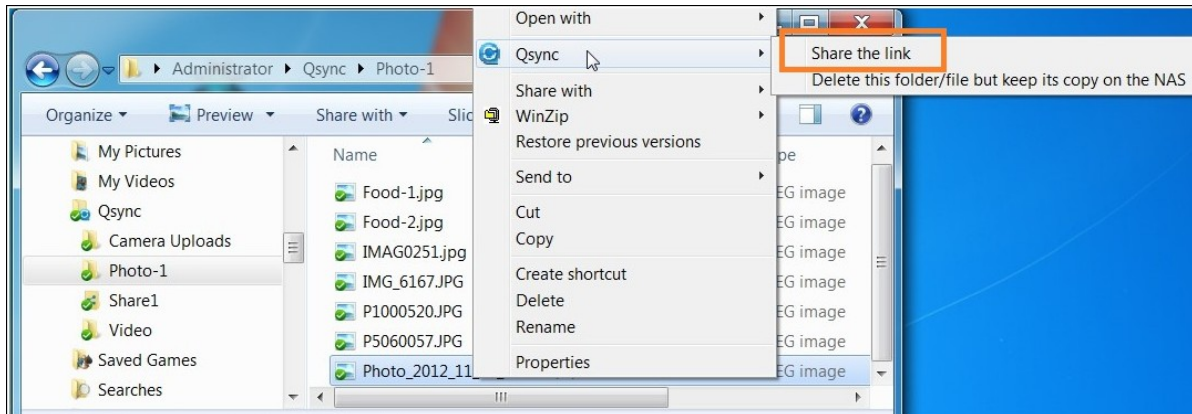 Administrator Qsync Photo-1
Organize Preview Share with
My Pictures
My Videos
Qsync
Camera Uploads
Photo-1
Share1
Video
Saved Games
Searches
Name
Food-1.jpg
Food-2.jpg
IMAG0251.jpg
IMG_6167.JPG
P1000520.JPG
P5060057.JPG
Photo_2012_11_
EG image
EG image
EG image
EG image
EG image
EG image
EG image
Open with
Qsync
Share with
WinZip
Restore previous versions
Send to
Cut
Copy
Create shortcut
Delete
Rename
Properties
Share the link
Delete this folder/file but keep its copy on the NAS